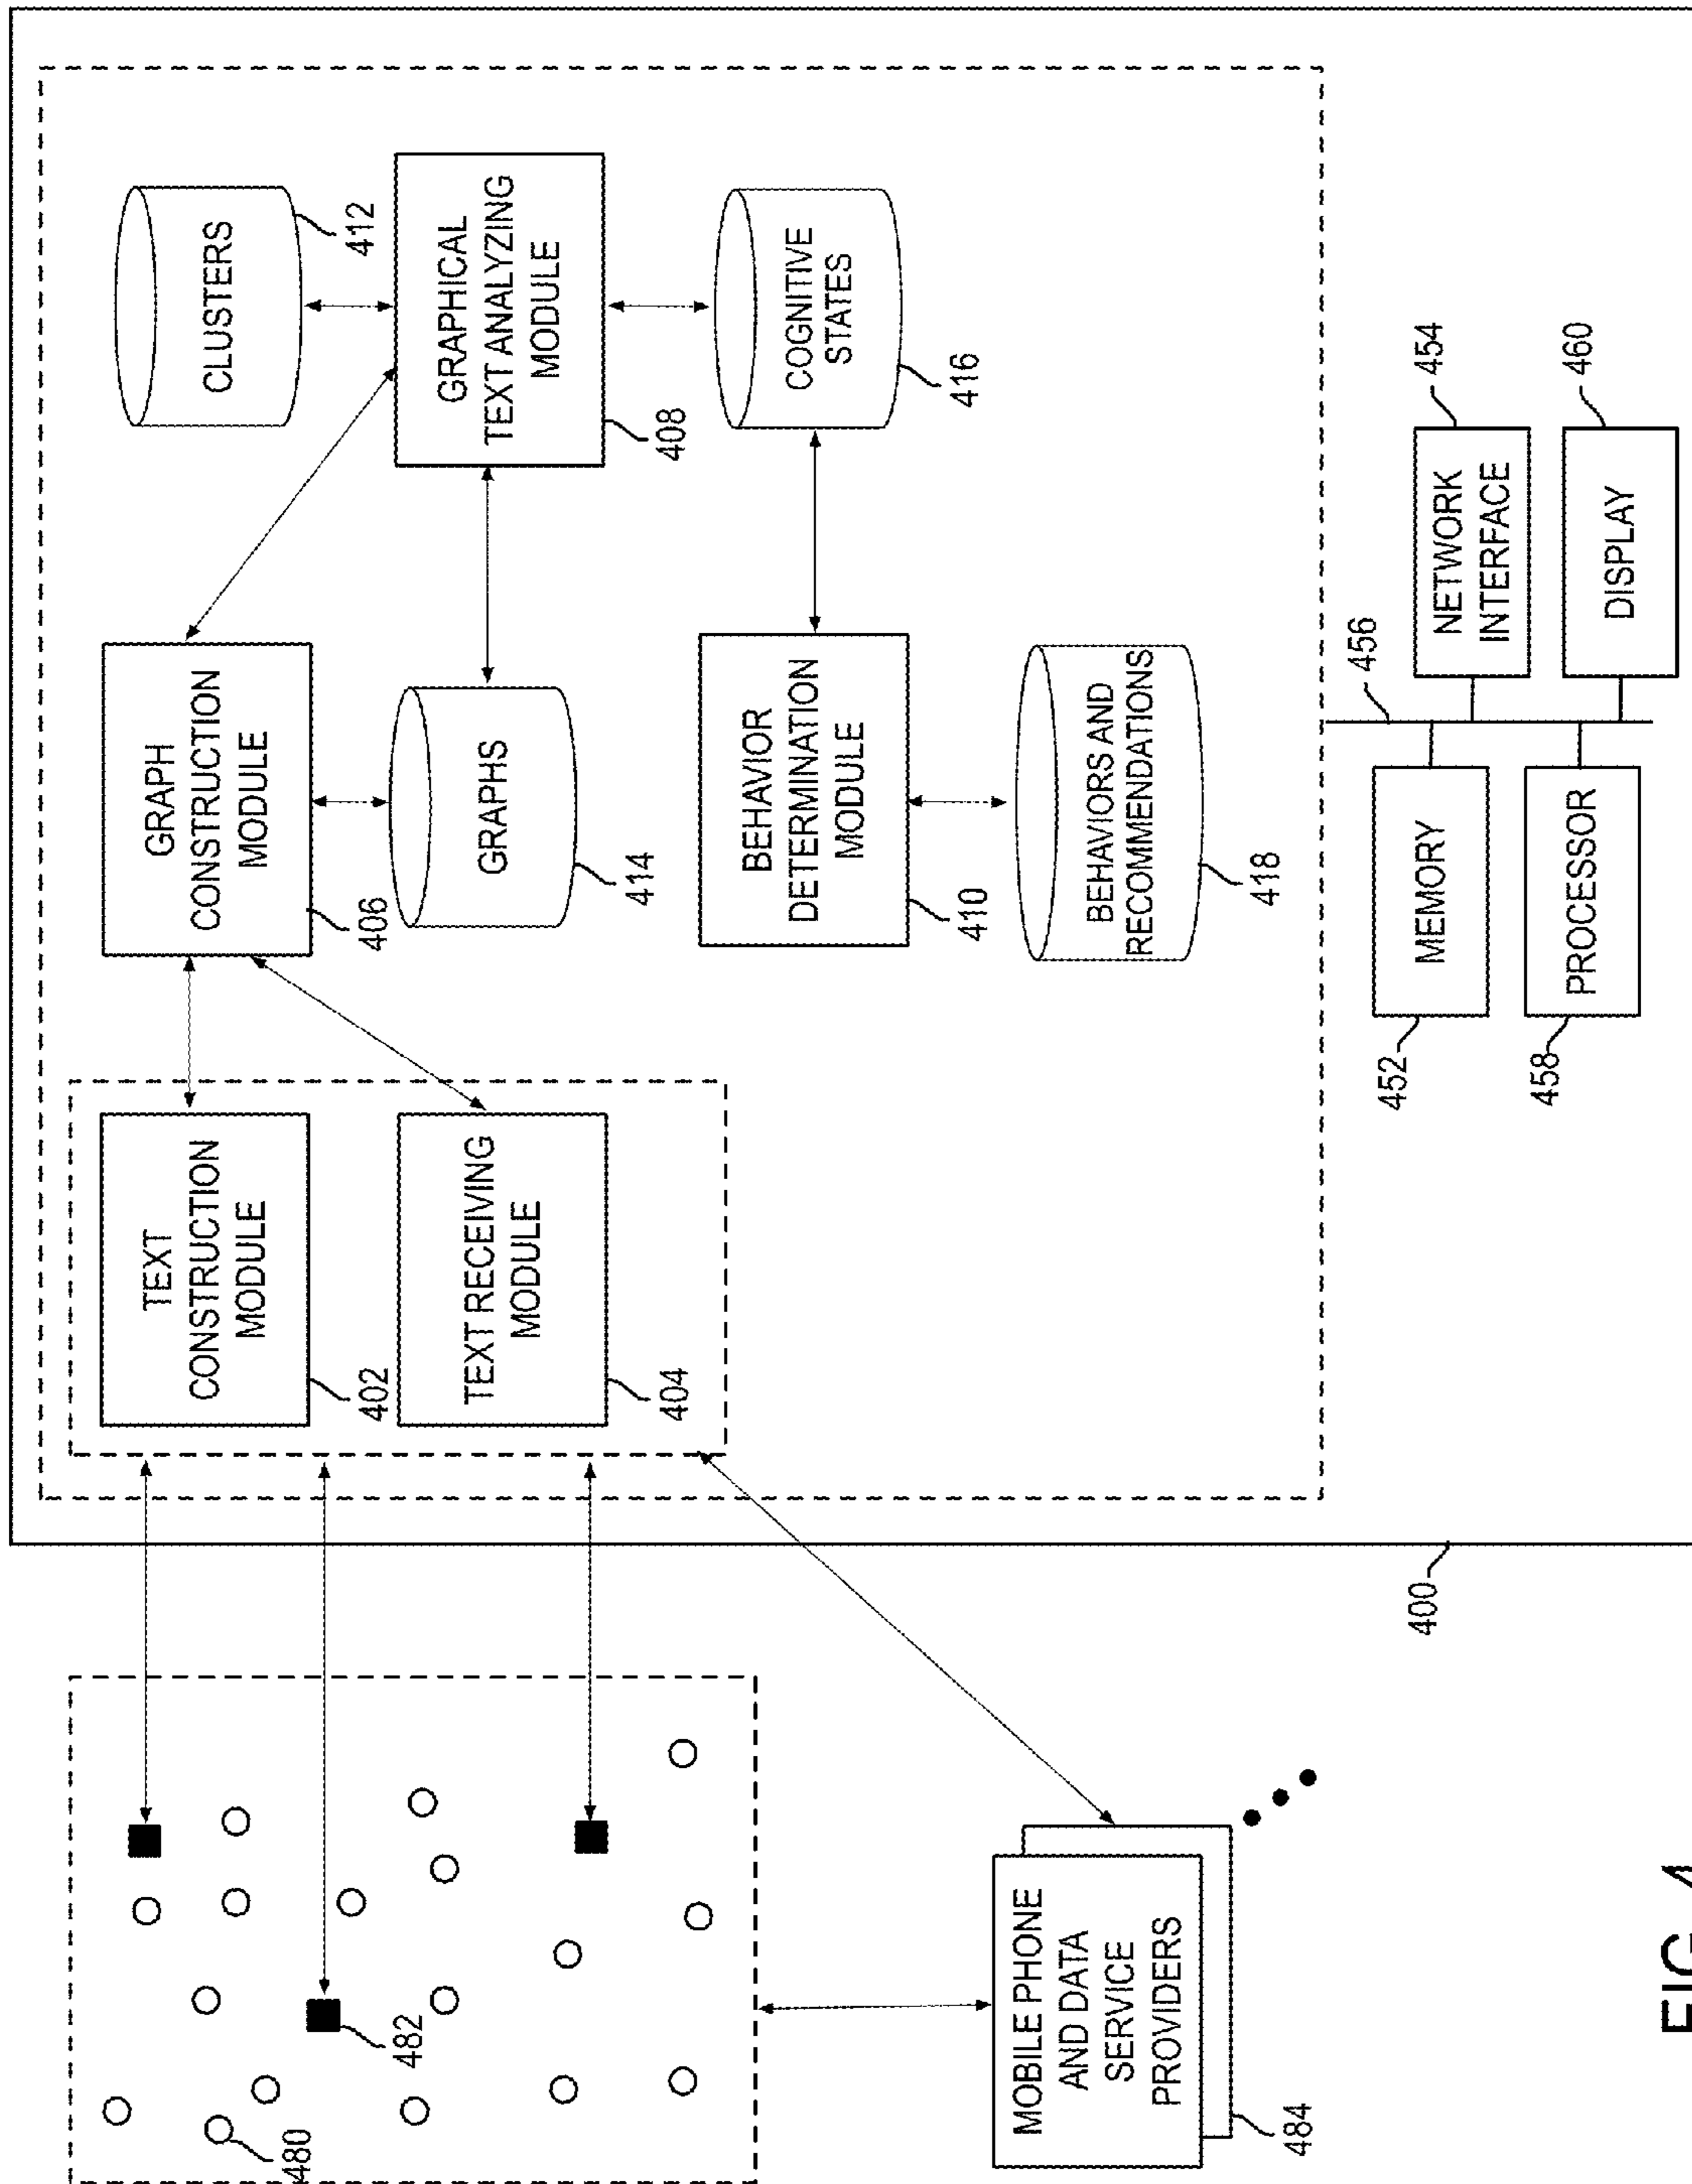 480
482
MOBILE PHONE
AND DATA
SERVICE
PROVIDERS
484
400
TEXT
CONSTRUCTION
MODULE
402
TEXT RECEIVING
MODULE
404
GRAPH
CONSTRUCTION
MODULE
406
GRAPHS
414
CLUSTERS
412
GRAPHICAL
TEXT ANALYZING
MODULE
408
BEHAVIOR
DETERMINATION
MODULE
410
COGNITIVE
STATES
416
BEHAVIORS AND
RECOMMENDATIONS
418
456
MEMORY
452
NETWORK
INTERFACE
454
PROCESSOR
458
DISPLAY
460
FIG. 4